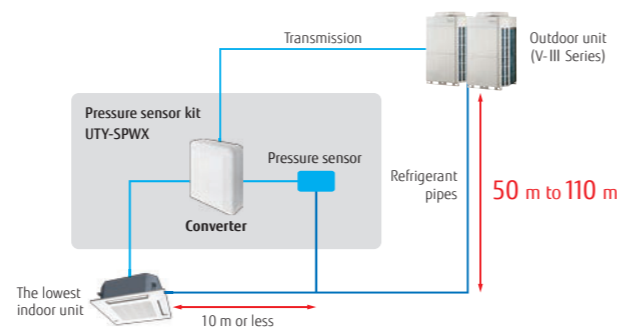 Transmission
Outdoor unit
(V-III Series)
Pressure sensor kit
UTY-SPWX
Pressure sensor
Converter
Refrigerant
pipes
50 m to 110 m
The lowest
indoor unit
10 m or less